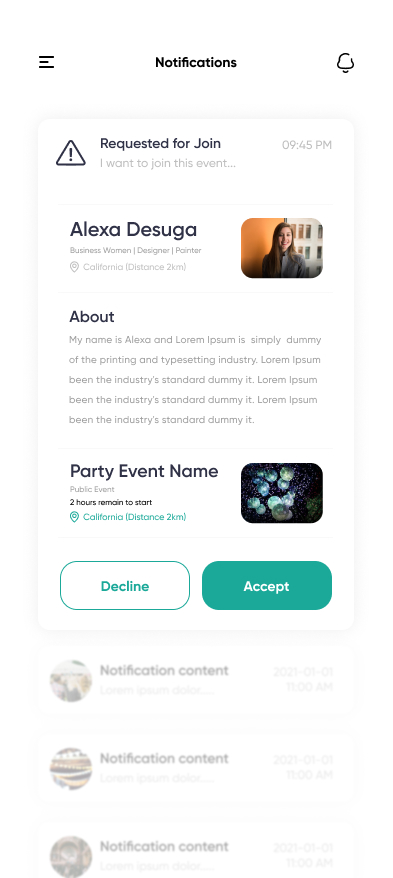 Notifications
Requested for Join
09:45 PM
I want to join this event...
Alexa Desuga
Business Women | Designer | Painter
California (Distance 2km)
About
My name is Alexa and Lorem Ipsum is simply dummy
of the printing and typesetting industry. Lorem Ipsum
been the industry's standard dummy it. Lorem Ipsum
been the industry's standard dummy it. Lorem Ipsum
been the industry's standard dummy it.
Party Event Name
Public Event
2 hours remain to start
California (Distance 2km)
Decline
Accept
Notification content
2021-01-01
Lorem ipsum dolor....
11:00 AM
Notification content
2021-01-01
Lorem ipsum dolor....
11:00 AM
Notification content
2021-01-01
Lorem ipsum dolor....
11:00 AM